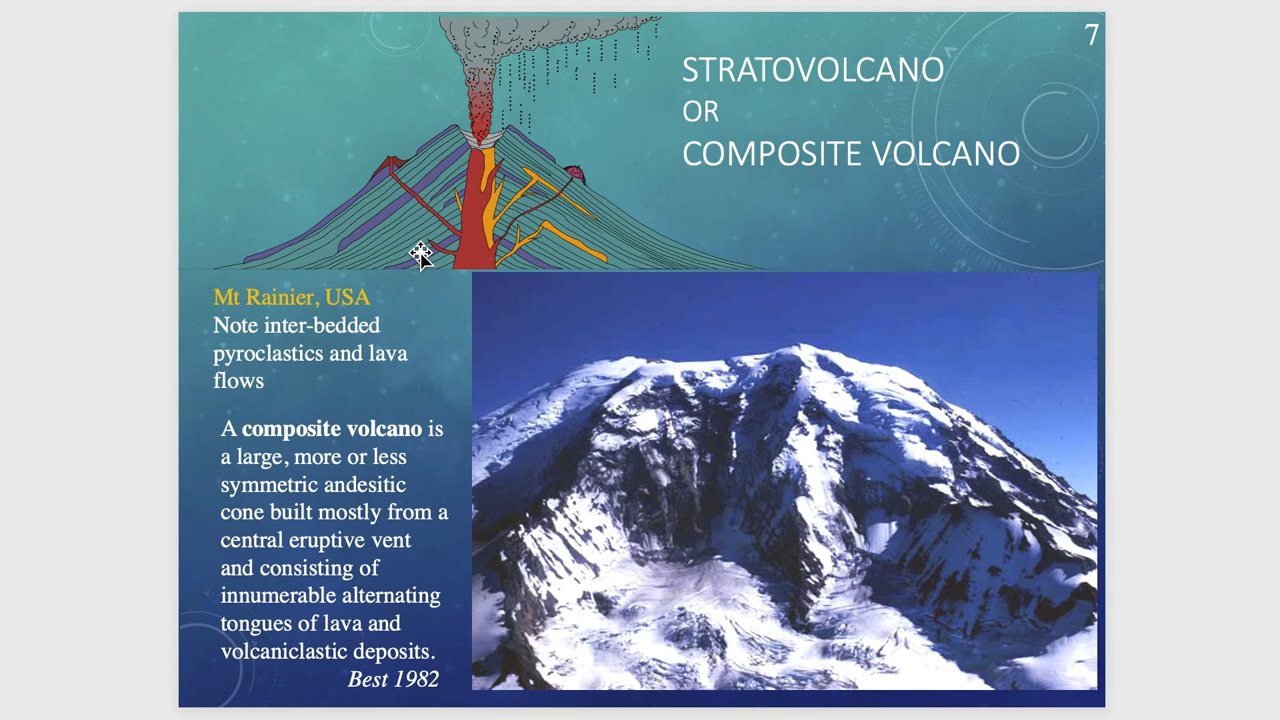 7
STRATOVOLCANO
OR
COMPOSITE VOLCANO
Mt Rainier, USA
Note inter-bedded
pyroclastics and lava
flows
A composite volcano is
a large, more or less
symmetric andesitic
cone built mostly from a
central eruptive vent
and consisting of
innumerable alternating
tongues of lava and
volcaniclastic deposits.
Best 1982